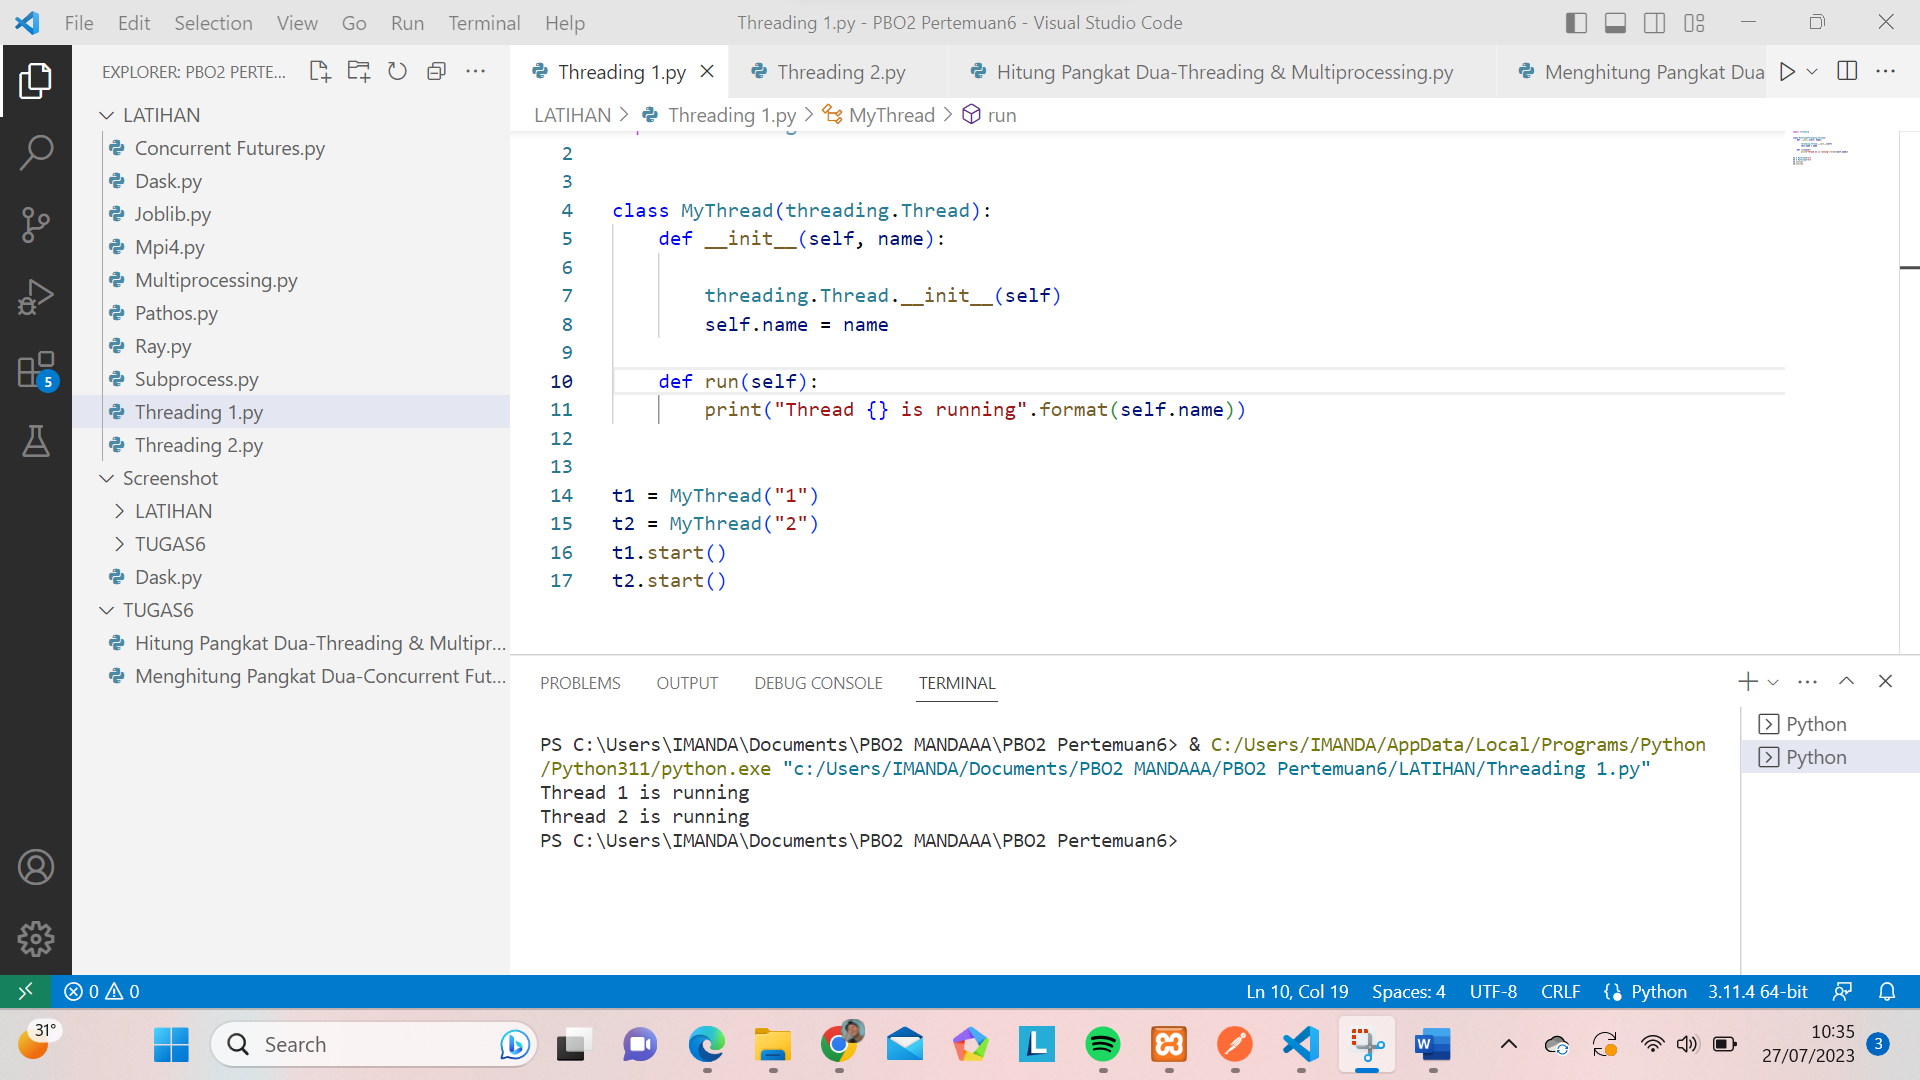 File Edit Selection View Go Run Terminal Help
Threading 1.py - PBO2 Pertemuan6 - Visual Studio Code
EXPLORER: PBO2 PERTE...
LATIHAN
Concurrent Futures.py
Dask.py
Joblib.py
Mpi4.py
Multiprocessing.py
Pathos.py
Ray.py
Subprocess.py
Threading 1.py
Threading 2.py
Screenshot
LATIHAN
TUGAS6
Dask.py
TUGAS6
Hitung Pangkat Dua-Threading & Multipr...
Menghitung Pangkat Dua-Concurrent Fut...
5
Threading 1.py
Threading 2.py
Hitung Pangkat Dua-Threading & Multiprocessing.py
Menghitung Pangkat Dua
LATIHAN > Threading 1.py > MyThread > run
2
3
4 class MyThread(threading.Thread):
5 def __init__(self, name):
6
7 threading.Thread.__init__(self)
8 self.name = name
9
10 def run(self):
11 print("Thread {} is running".format(self.name))
12
13
14 t1 = MyThread("1")
15 t2 = MyThread("2")
16 t1.start()
17 t2.start()
PROBLEMS OUTPUT DEBUG CONSOLE TERMINAL
PS C:\Users\IMANDA\Documents\PBO2 MANDAAA\PBO2 Pertemuan6> & C:/Users/IMANDA/AppData/Local/Programs/Python
/Python311/python.exe "c:/Users/IMANDA/Documents/PBO2 MANDAAA/PBO2 Pertemuan6/LATIHAN/Threading 1.py"
Thread 1 is running
Thread 2 is running
PS C:\Users\IMANDA\Documents\PBO2 MANDAAA\PBO2 Pertemuan6>
Python
Python
0 0
Ln 10, Col 19 Spaces: 4 UTF-8 CRLF Python 3.11.4 64-bit
31°
Search
10:35
27/07/2023
3